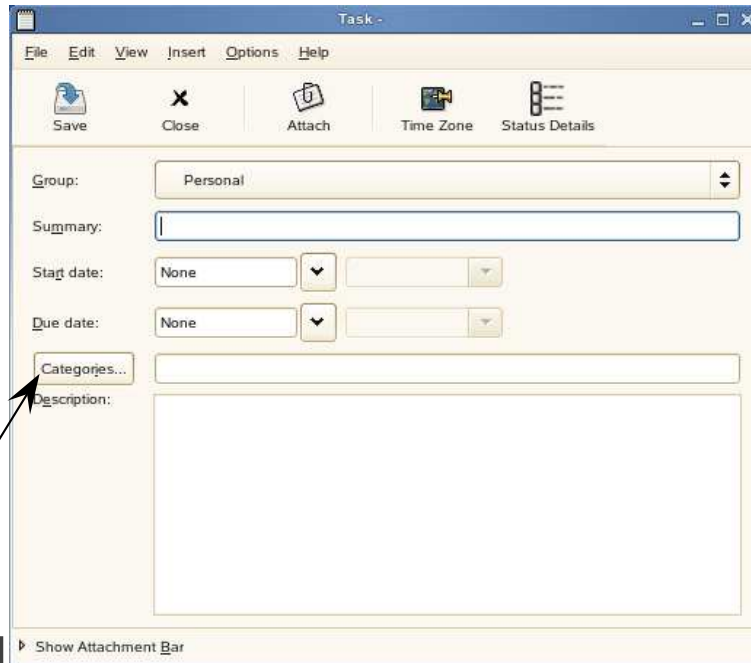 Task -
File Edit View Insert Options Help
Save Close Attach Time Zone Status Details
Group: Personal
Summary:
Start date: None
Due date: None
Categories...
Description:
Show Attachment Bar